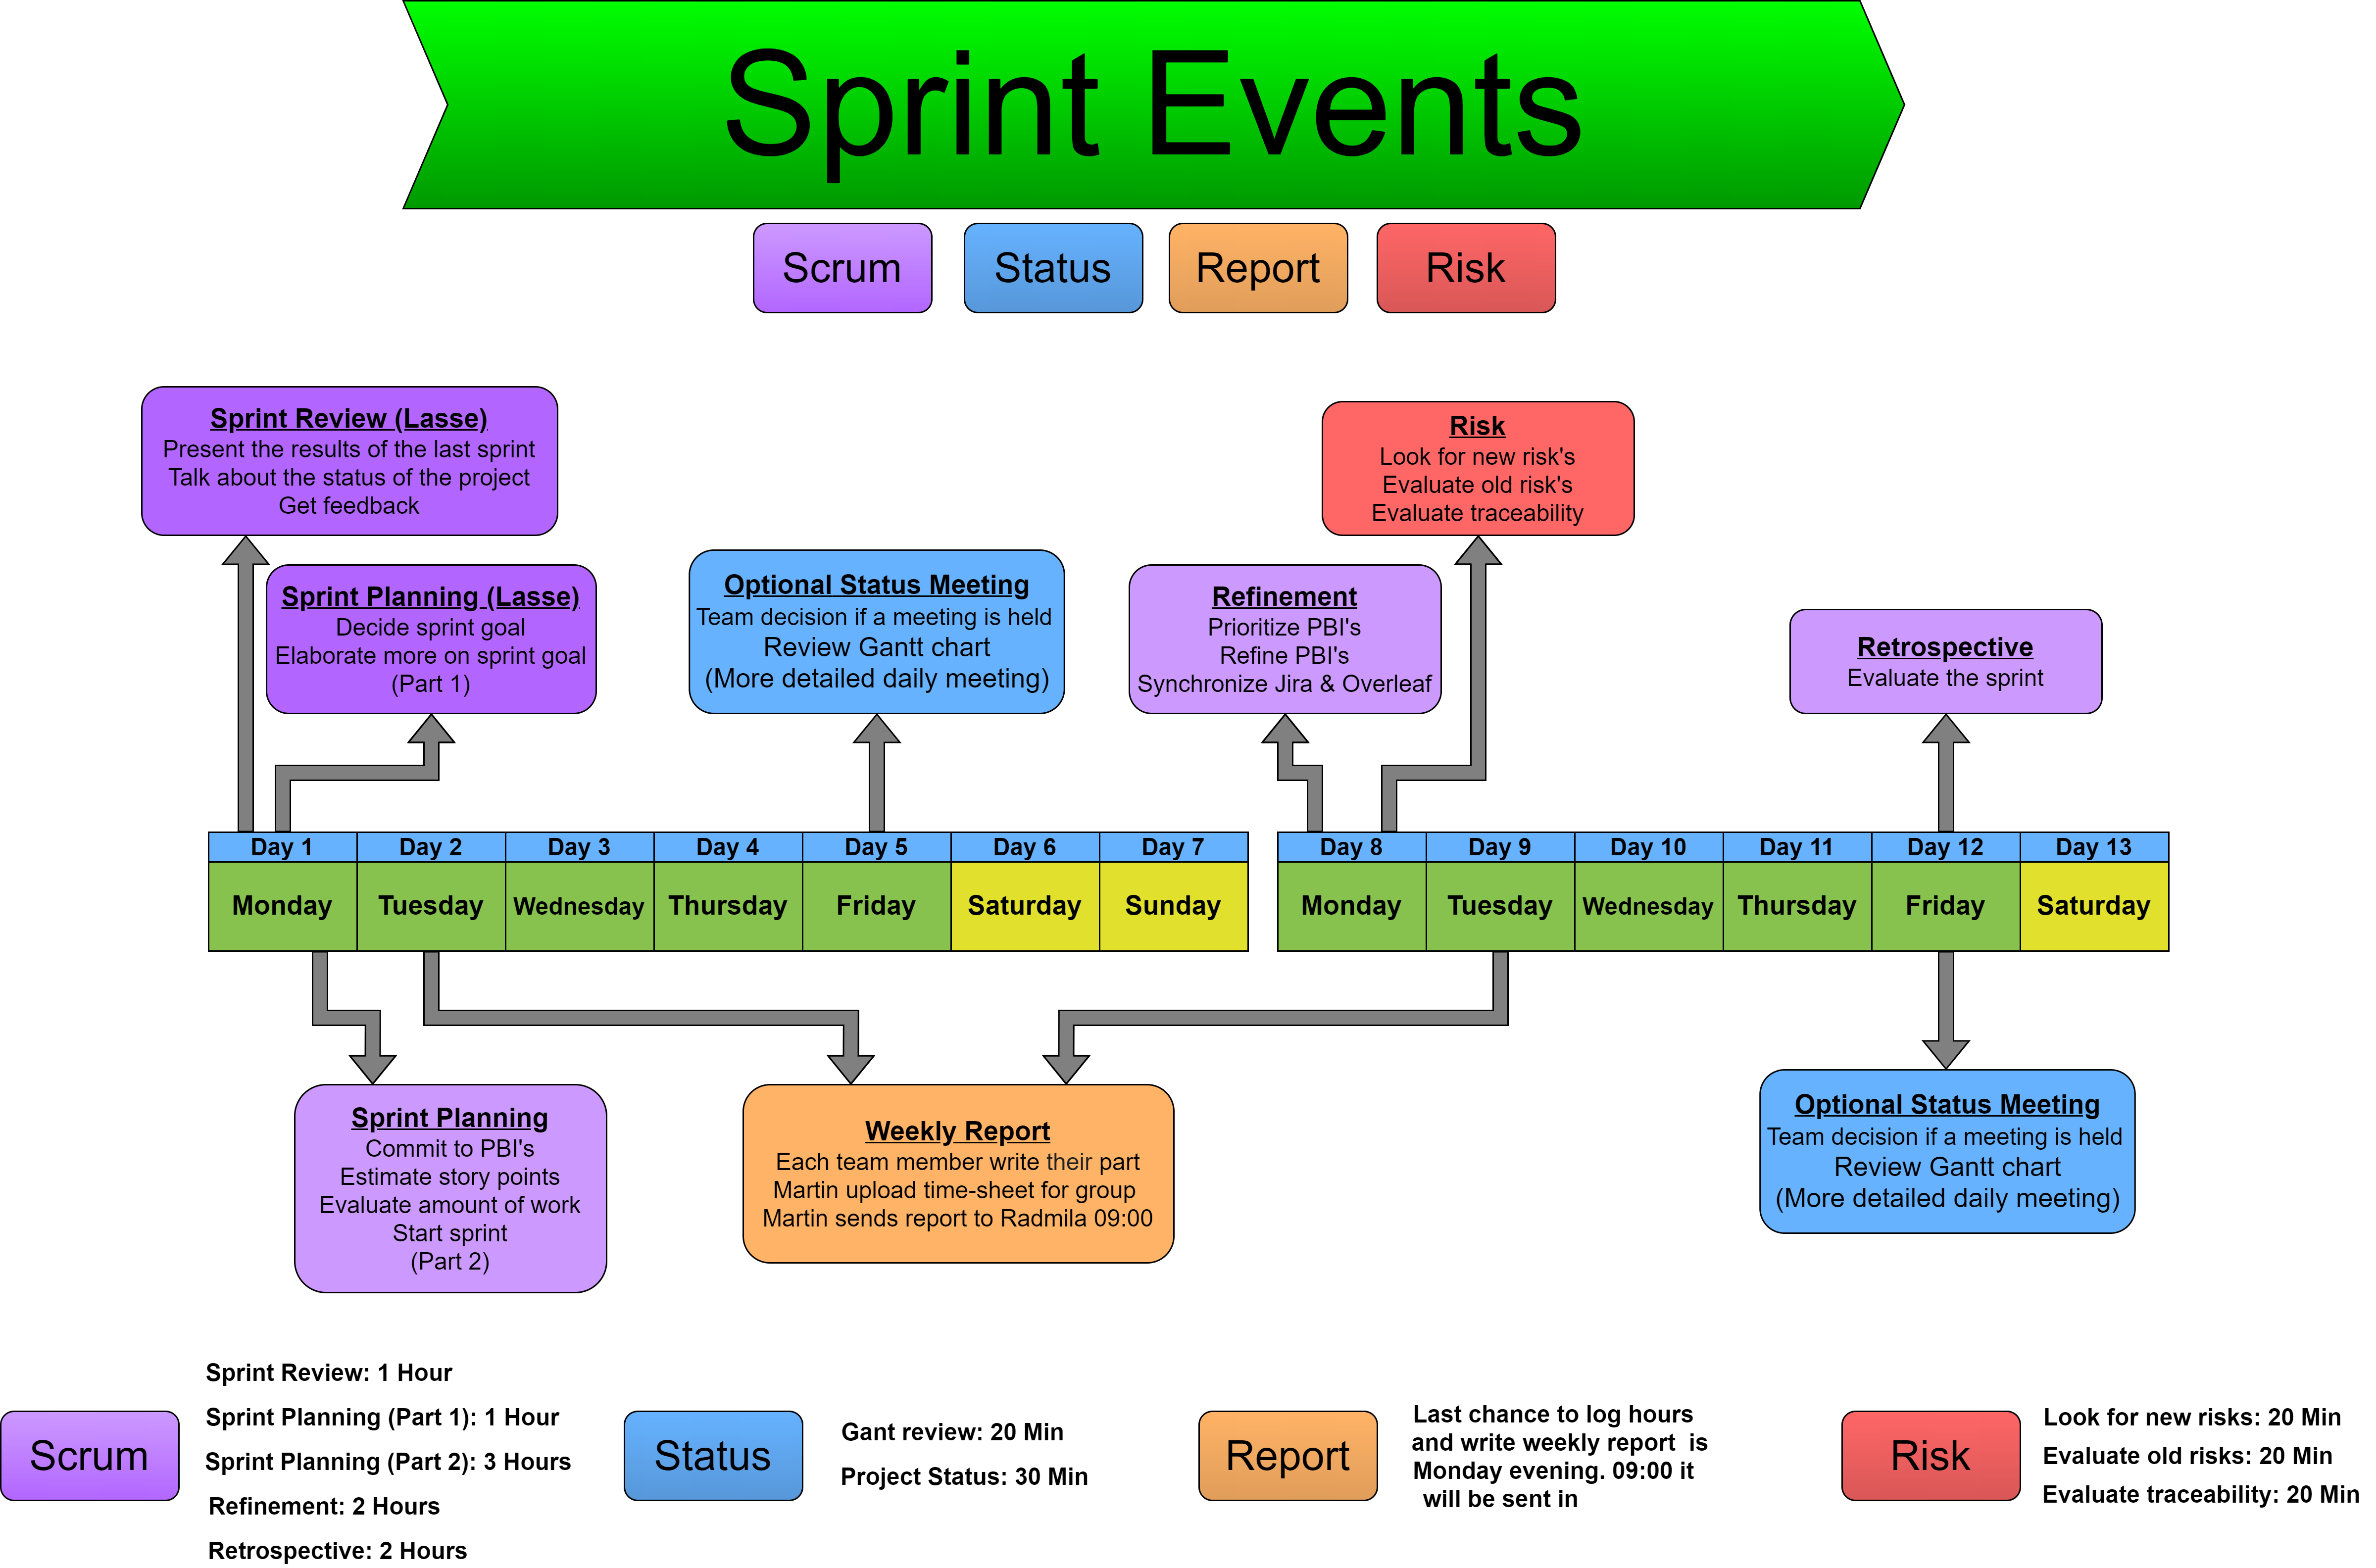 Sprint Events
Scrum
Status
Report
Risk
Sprint Review (Lasse)
Present the results of the last sprint
Talk about the status of the project
Get feedback
Sprint Planning (Lasse)
Decide sprint goal
Elaborate more on sprint goal
(Part 1)
Optional Status Meeting
Team decision if a meeting is held
Review Gantt chart
(More detailed daily meeting)
Refinement
Prioritize PBI's
Refine PBI's
Synchronize Jira & Overleaf
Risk
Look for new risk's
Evaluate old risk's
Evaluate traceability
Retrospective
Evaluate the sprint
Day 1
Day 2
Day 3
Day 4
Day 5
Day 6
Day 7
Day 8
Day 9
Day 10
Day 11
Day 12
Day 13
Monday
Tuesday
Wednesday
Thursday
Friday
Saturday
Sunday
Monday
Tuesday
Wednesday
Thursday
Friday
Saturday
Sprint Planning
Commit to PBI's
Estimate story points
Evaluate amount of work
Start sprint
(Part 2)
Weekly Report
Each team member write their part
Martin upload time-sheet for group
Martin sends report to Radmila 09:00
Optional Status Meeting
Team decision if a meeting is held
Review Gantt chart
(More detailed daily meeting)
Scrum
Sprint Review: 1 Hour
Sprint Planning (Part 1): 1 Hour
Sprint Planning (Part 2): 3 Hours
Refinement: 2 Hours
Retrospective: 2 Hours
Status
Gant review: 20 Min
Project Status: 30 Min
Report
Last chance to log hours
and write weekly report is
Monday evening. 09:00 it
will be sent in
Risk
Look for new risks: 20 Min
Evaluate old risks: 20 Min
Evaluate traceability: 20 Min